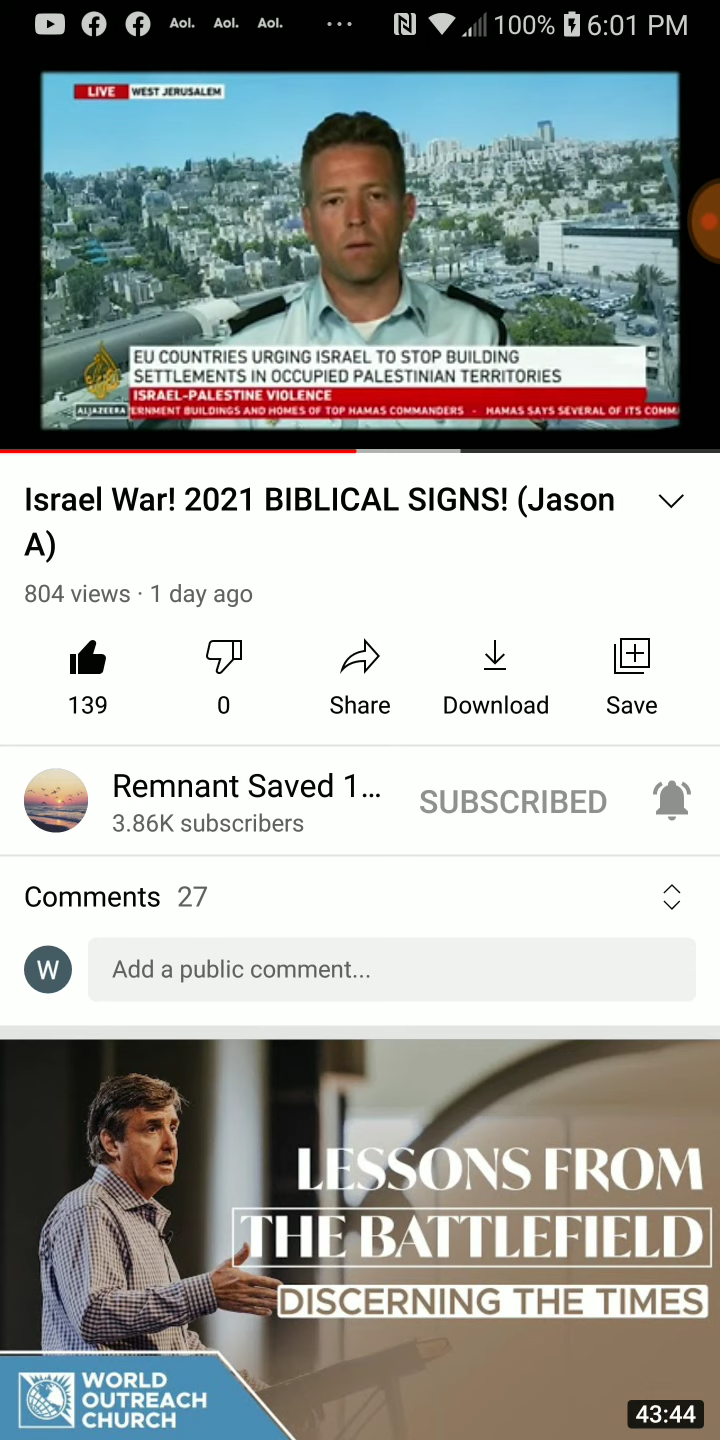 Aol. Aol. Aol. ... 100% 6:01 PM
LIVE WEST JERUSALEM
EU COUNTRIES URGING ISRAEL TO STOP BUILDING
SETTLEMENTS IN OCCUPIED PALESTINIAN TERRITORIES
ISRAEL-PALESTINE VIOLENCE
ALJAZEERA ERNMENT BUILDINGS AND HOMES OF TOP HAMAS COMMANDERS - HAMAS SAYS SEVERAL OF ITS COMM
Israel War! 2021 BIBLICAL SIGNS! (Jason
A)
804 views · 1 day ago
139 0 Share Download Save
Remnant Saved 1... SUBSCRIBED
3.86K subscribers
Comments 27
W Add a public comment...
LESSONS FROM
THE BATTLEFIELD
DISCERNING THE TIMES
WORLD
OUTREACH
CHURCH
43:44